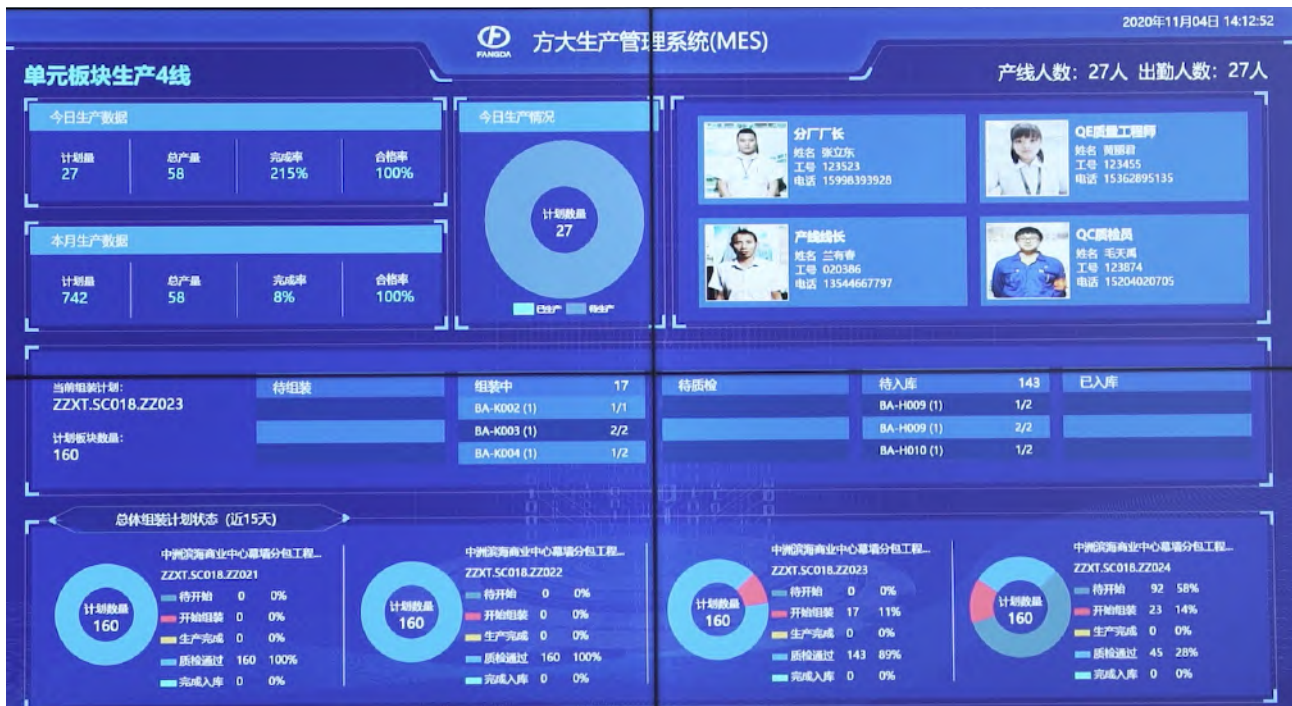 2020年11月04日 14:12:52
FANGDA
方大生产管理系统(MES)
单元板块生产4线
产线人数：27人 出勤人数：27人
今日生产数据
计划量 总产量 完成率 合格率
27 58 215% 100%
本月生产数据
计划量 总产量 完成率 合格率
742 58 8% 100%
今日生产情况
计划数量
27
已生产 待生产
分厂厂长
姓名 张立东
工号 123523
电话 15998393928
QE质量工程师
姓名 黄丽君
工号 123455
电话 15362895135
产线线长
姓名 兰有春
工号 020386
电话 13544667797
QC质检员
姓名 毛天禹
工号 123874
电话 15204020705
当前组装计划:
ZZXT.SC018.ZZ023
计划板块数量:
160
待组装
组装中 17
BA-K002 (1) 1/1
BA-K003 (1) 2/2
BA-K004 (1) 1/2
待质检
待入库 143
BA-H009 (1) 1/2
BA-H009 (1) 2/2
BA-H010 (1) 1/2
已入库
总体组装计划状态（近15天）
计划数量
160
中洲滨海商业中心幕墙分包工程...
ZZXT.SC018.ZZ021
待开始 0 0%
开始组装 0 0%
生产完成 0 0%
质检通过 160 100%
完成入库 0 0%
计划数量
160
中洲滨海商业中心幕墙分包工程...
ZZXT.SC018.ZZ022
待开始 0 0%
开始组装 0 0%
生产完成 0 0%
质检通过 160 100%
完成入库 0 0%
计划数量
160
中洲滨海商业中心幕墙分包工程...
ZZXT.SC018.ZZ023
待开始 0 0%
开始组装 17 11%
生产完成 0 0%
质检通过 143 89%
完成入库 0 0%
计划数量
160
中洲滨海商业中心幕墙分包工程...
ZZXT.SC018.ZZ024
待开始 92 58%
开始组装 23 14%
生产完成 0 0%
质检通过 45 28%
完成入库 0 0%